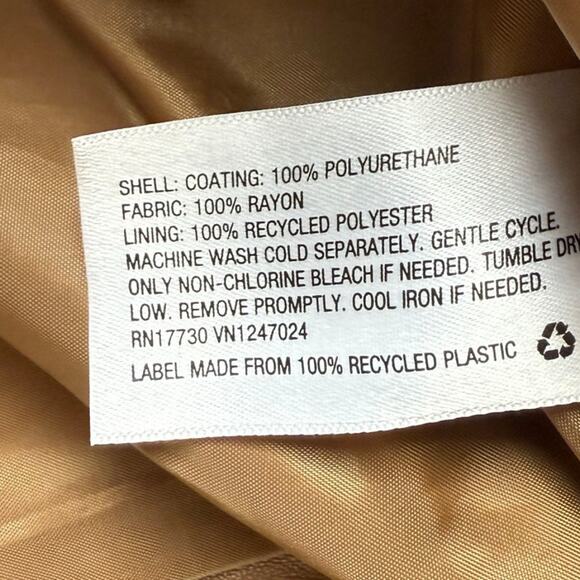 SHELL: COATING: 100% POLYURETHANE
FABRIC: 100% RAYON
LINING: 100% RECYCLED POLYESTER
MACHINE WASH COLD SEPARATELY. GENTLE CYCLE.
ONLY NON-CHLORINE BLEACH IF NEEDED. TUMBLE DRY
LOW. REMOVE PROMPTLY. COOL IRON IF NEEDED.
RN17730 VN1247024
LABEL MADE FROM 100% RECYCLED PLASTIC